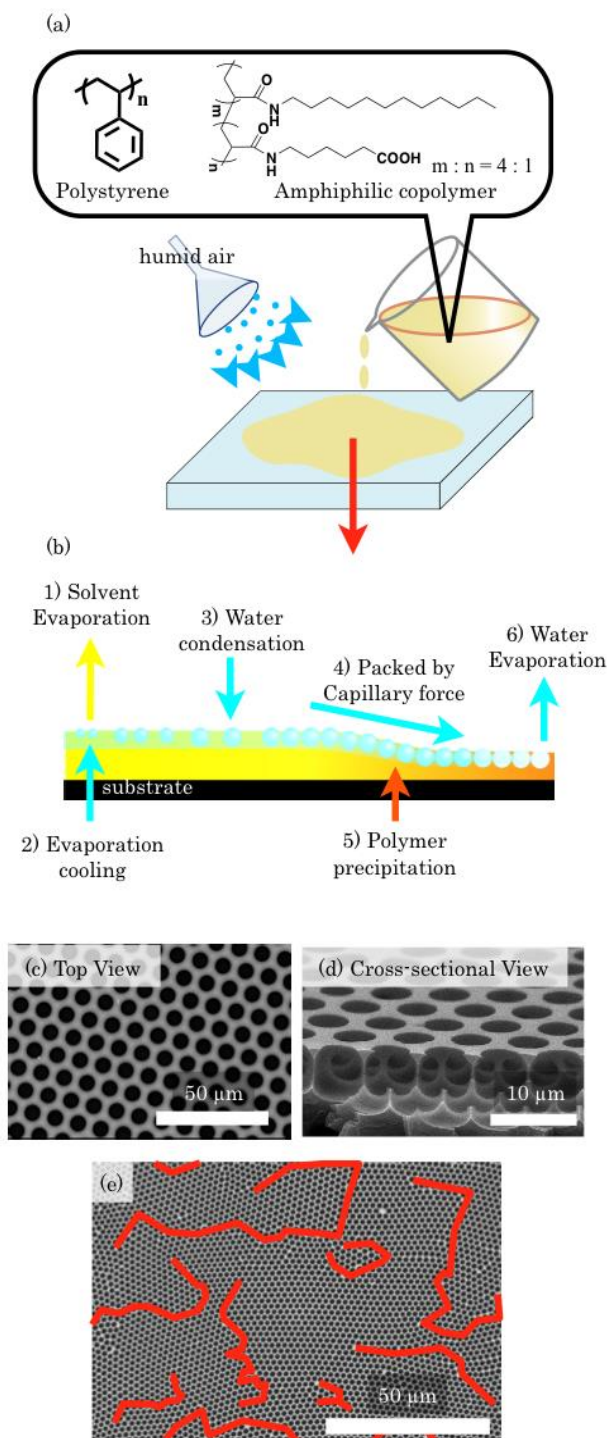 (a)
n
Polystyrene
m
O
N
H
n
O
N
H
COOH
m : n = 4 : 1
Amphiphilic copolymer
humid air
(b)
1) Solvent
Evaporation
3) Water
condensation
4) Packed by
Capillary force
6) Water
Evaporation
substrate
2) Evaporation
cooling
5) Polymer
precipitation
(c) Top View
50 μm
(d) Cross-sectional View
10 μm
(e)
50 μm